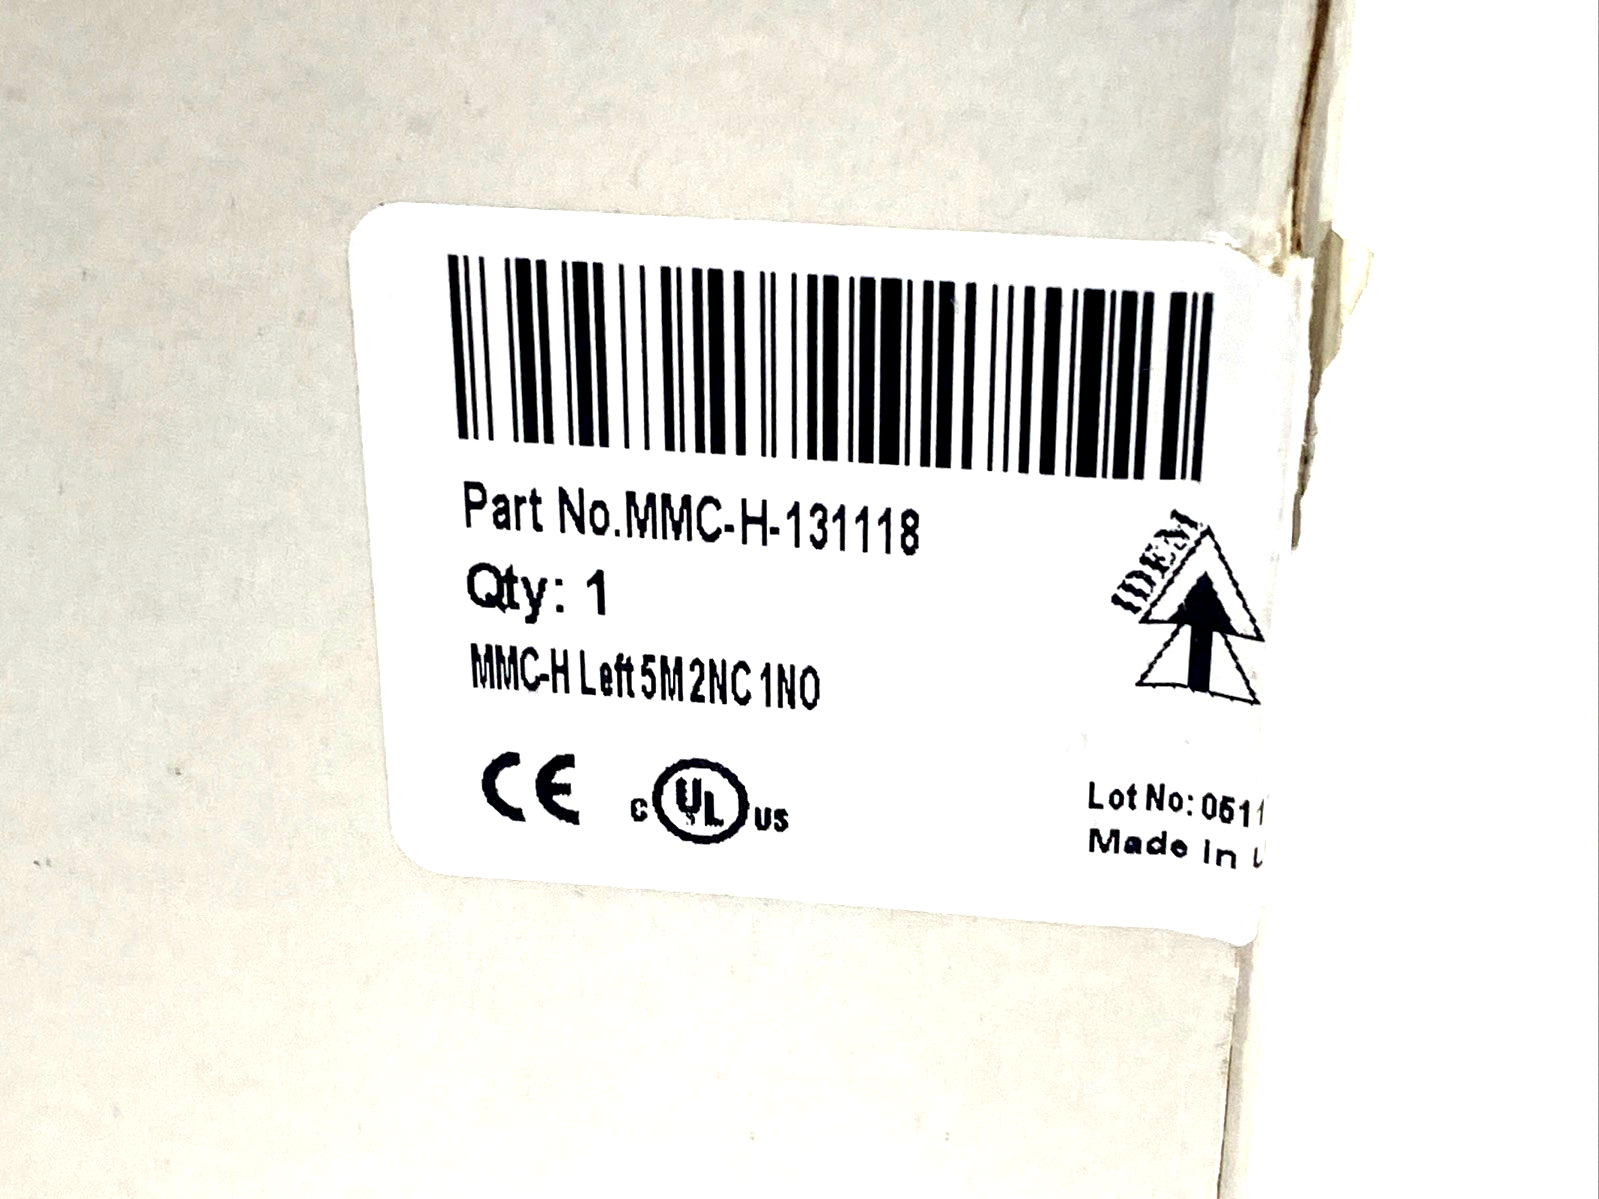 Part No.MMC-H-131118
Qty: 1
MMC-H Left 5M 2NC 1NO
IDEM
CE
C UL US
Lot No: 0511
Made in